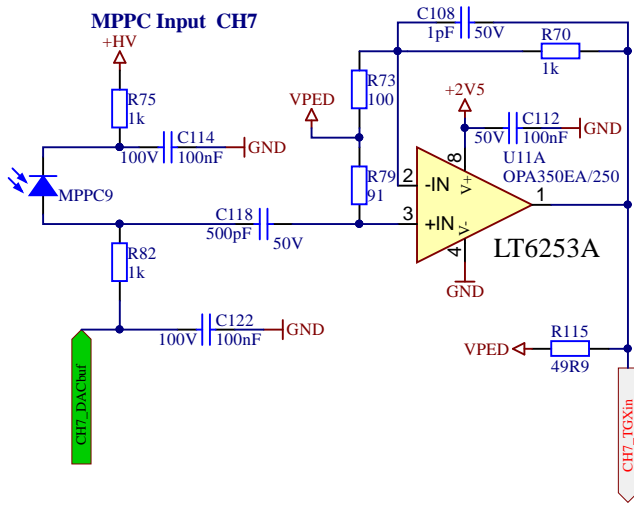 MPPC Input CH7
+HV
C108
1pF
50V
R70
1k
R75
1k
C114
100V
100nF
GND
VPED
R73
100
+2V5
C112
50V
100nF
GND
U11A
OPA350EA/250
MPPC9
R79
91
8
V+
2
-IN
3
+IN
V-
4
1
LT6253A
C118
500pF
50V
R82
1k
GND
C122
100V
100nF
GND
R115
VPED
49R9
CH7_DACbuf
CH7_TGXin